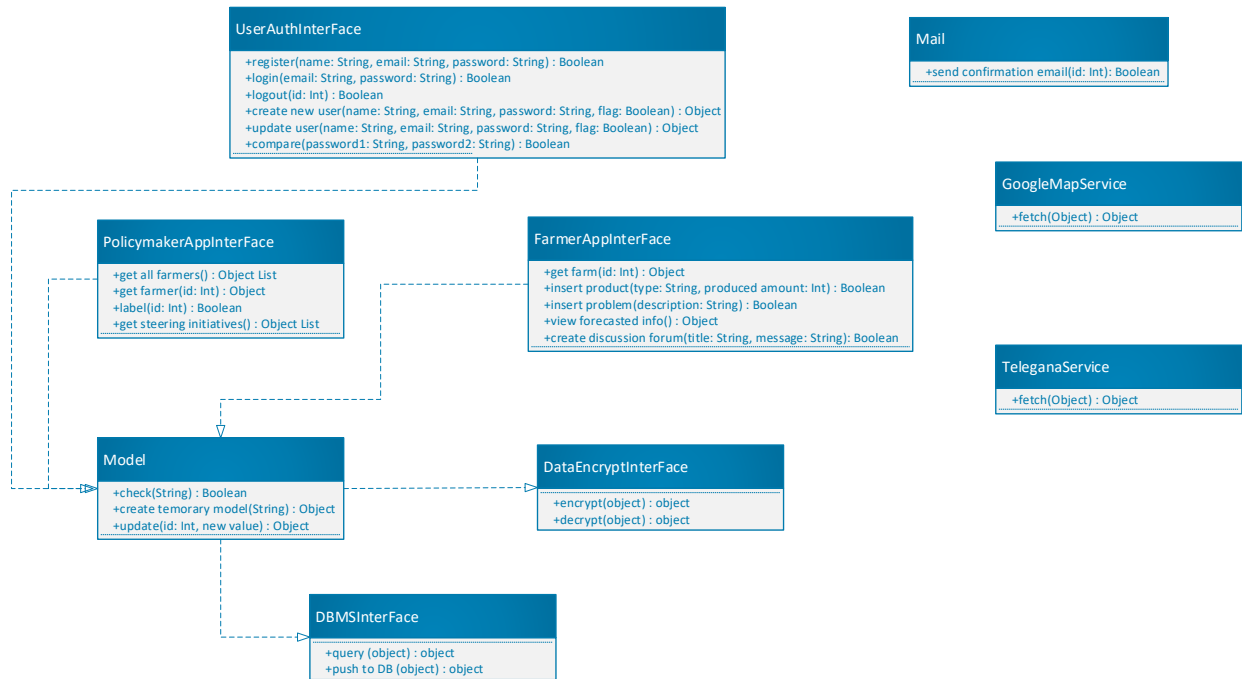 UserAuthInterFace
+register(name: String, email: String, password: String) : Boolean
+login(email: String, password: String) : Boolean
+logout(id: Int) : Boolean
+create new user(name: String, email: String, password: String, flag: Boolean) : Object
+update user(name: String, email: String, password: String, flag: Boolean) : Object
+compare(password1: String, password2: String) : Boolean
Mail
+send confirmation email(id: Int): Boolean
GoogleMapService
+fetch(Object) : Object
PolicymakerAppInterFace
+get all farmers() : Object List
+get farmer(id: Int) : Object
+label(id: Int) : Boolean
+get steering initiatives() : Object List
FarmerAppInterFace
+get farm(id: Int) : Object
+insert product(type: String, produced amount: Int) : Boolean
+insert problem(description: String) : Boolean
+view forecasted info() : Object
+create discussion forum(title: String, message: String): Boolean
TeleganaService
+fetch(Object) : Object
Model
+check(String) : Boolean
+create temorary model(String) : Object
+update(id: Int, new value) : Object
DataEncryptInterFace
+encrypt(object) : object
+decrypt(object) : object
DBMSInterFace
+query (object) : object
+push to DB (object) : object